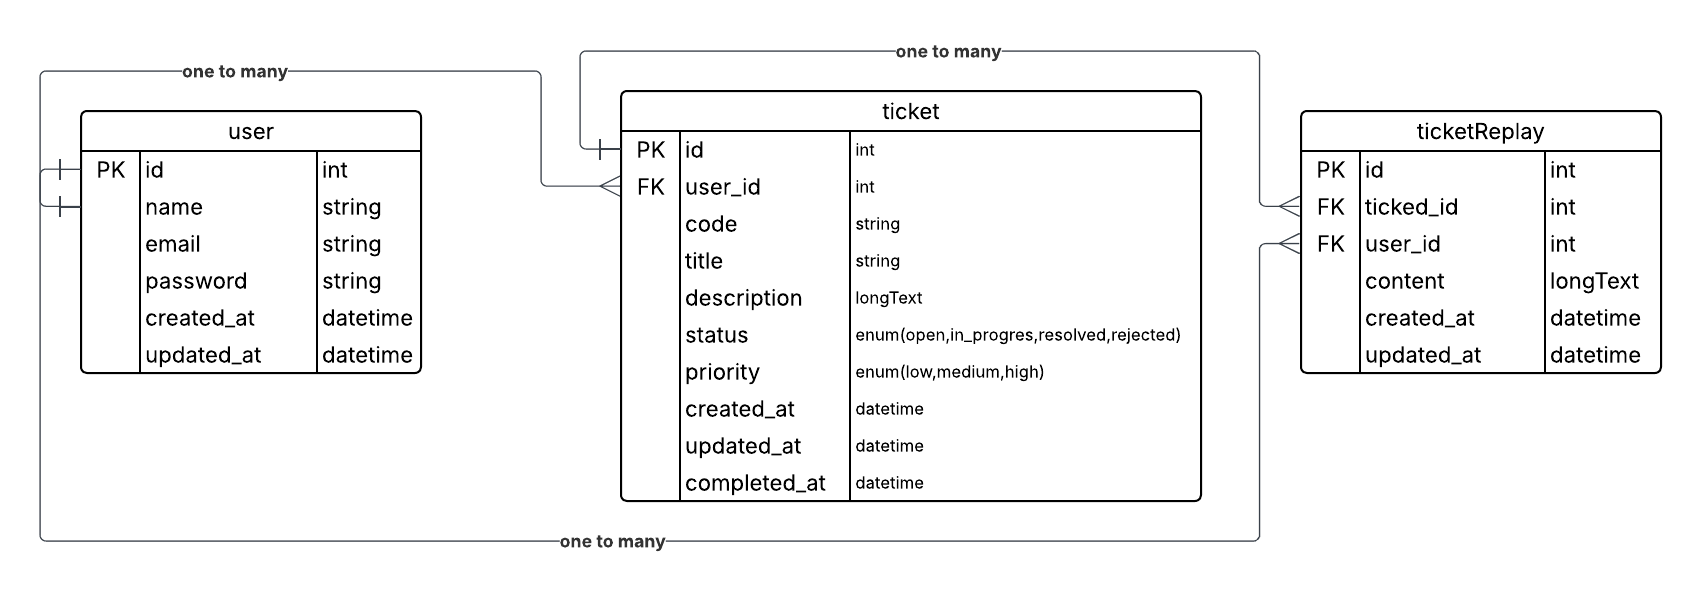 one to many
one to many
user
PK id int
name string
email string
password string
created_at datetime
updated_at datetime
ticket
PK id int
FK user_id int
code string
title string
description longText
status enum(open,in_progres,resolved,rejected)
priority enum(low,medium,high)
created_at datetime
updated_at datetime
completed_at datetime
ticketReplay
PK id int
FK ticked_id int
FK user_id int
content longText
created_at datetime
updated_at datetime
one to many